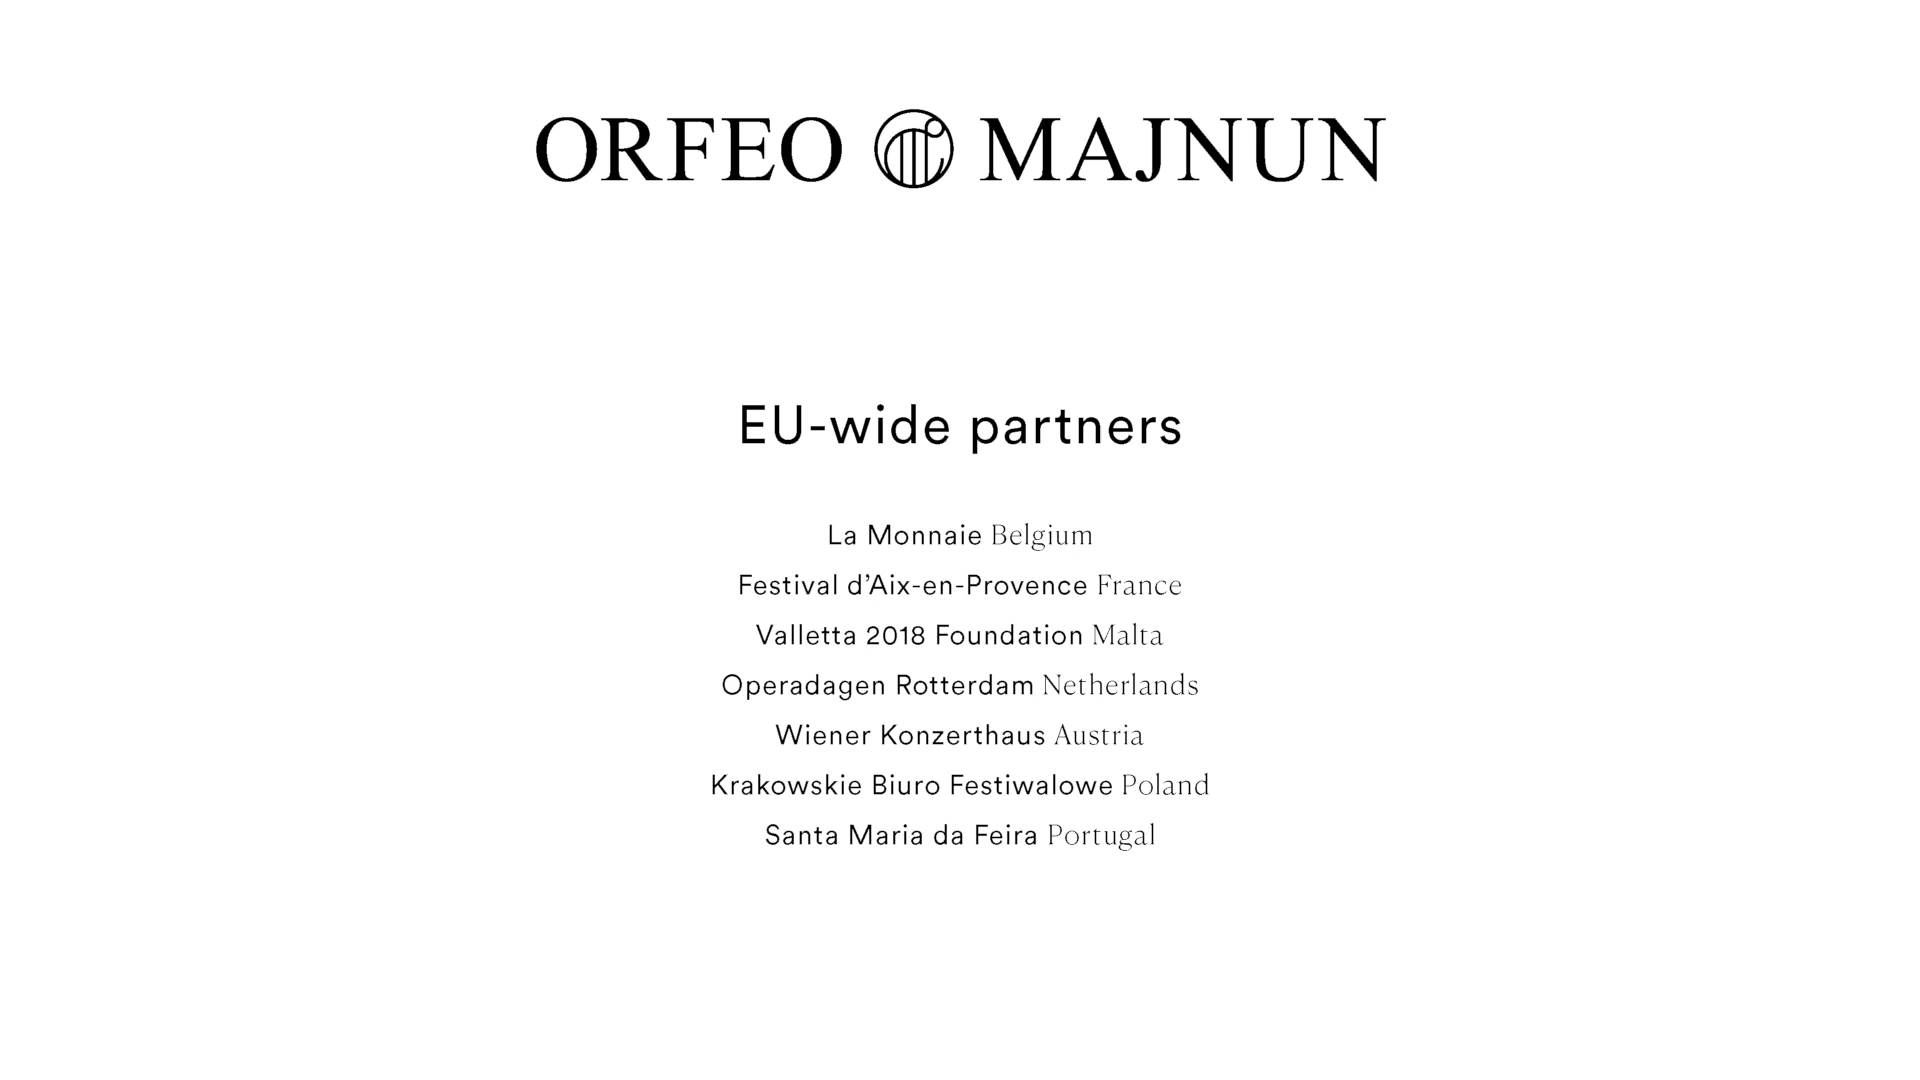 ORFEO MAJNUN
EU-wide partners
La Monnaie Belgium
Festival d’Aix-en-Provence France
Valletta 2018 Foundation Malta
Operadagen Rotterdam Netherlands
Wiener Konzerthaus Austria
Krakowskie Biuro Festiwalowe Poland
Santa Maria da Feira Portugal